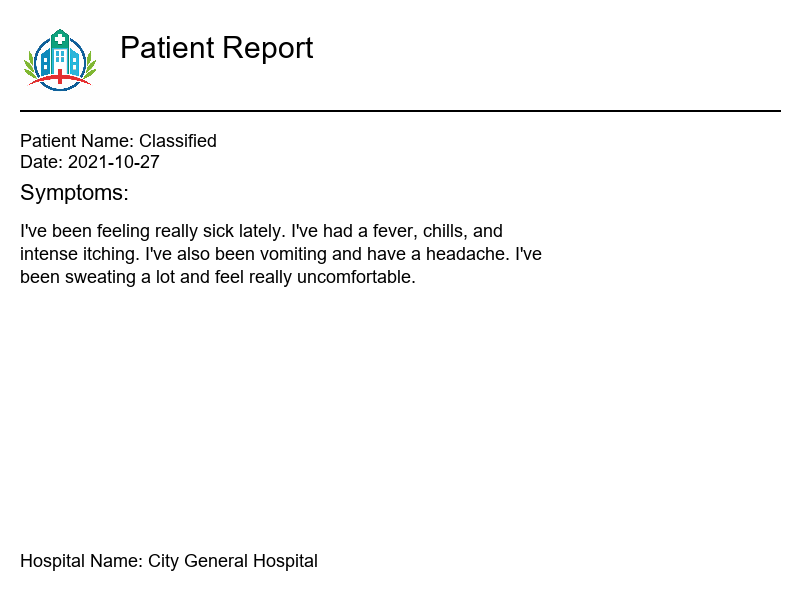 Patient Report
Patient Name: Classified
Date: 2021-10-27
Symptoms:
I've been feeling really sick lately. I've had a fever, chills, and
intense itching. I've also been vomiting and have a headache. I've
been sweating a lot and feel really uncomfortable.
Hospital Name: City General Hospital